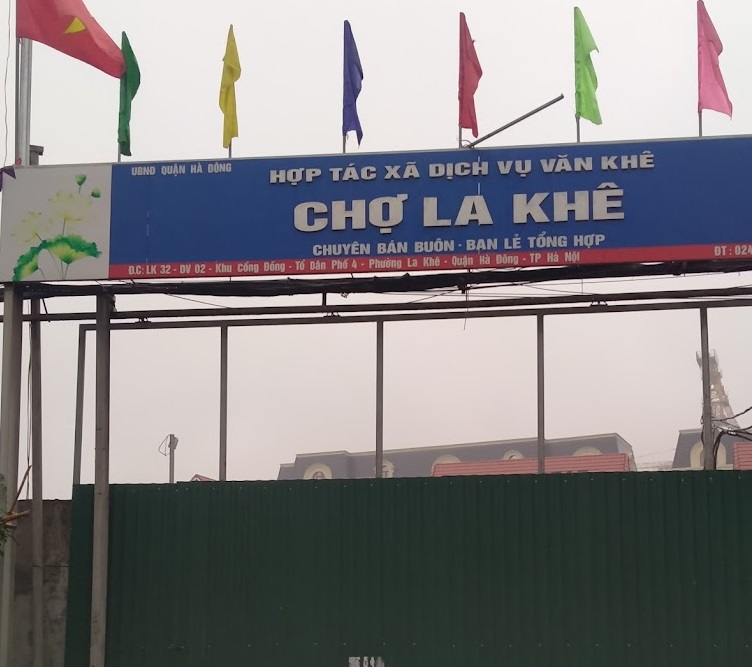 UBND QUẬN HÀ ĐÔNG
HỢP TÁC XÃ DỊCH VỤ VĂN KHÊ
CHỢ LA KHÊ
CHUYÊN BÁN BUÔN - BÁN LẺ TỔNG HỢP
Đ.C: LK 32 - DV 02 - Khu Cổng Đồng - Tổ Dân Phố 4 - Phường La Khê - Quận Hà Đông - TP Hà Nội
ĐT: 024